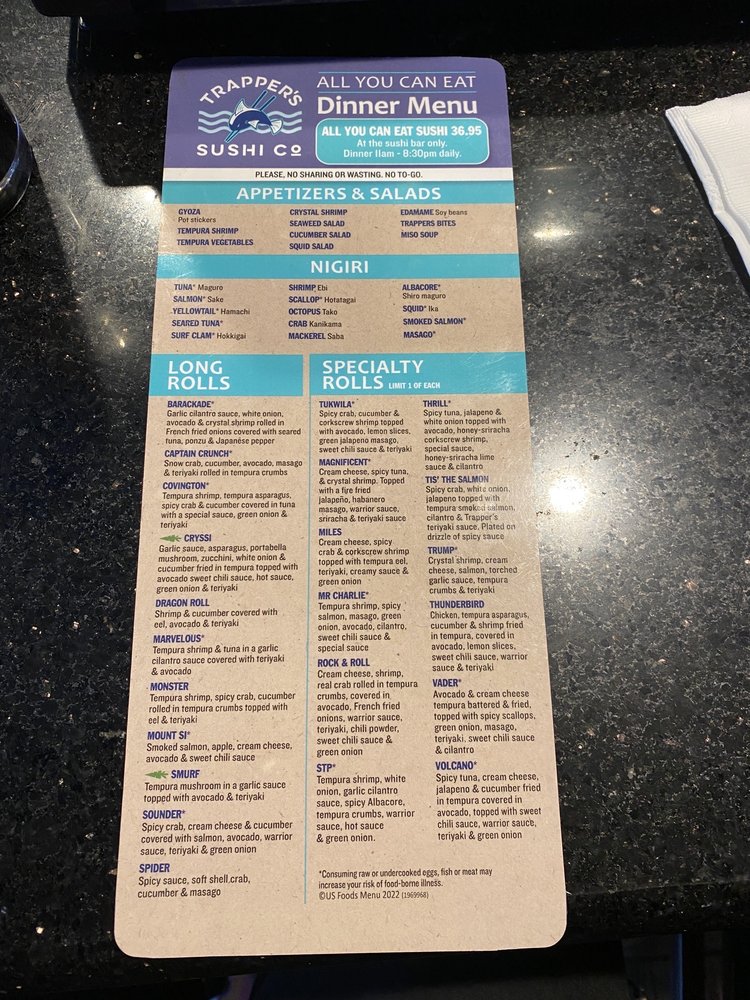 TRAPPER'S
SUSHI Co
ALL YOU CAN EAT
Dinner Menu
ALL YOU CAN EAT SUSHI 36.95
At the sushi bar only.
Dinner 11am - 8:30pm daily.
PLEASE, NO SHARING OR WASTING. NO TO-GO.
APPETIZERS & SALADS
GYOZA
Pot stickers
TEMPURA SHRIMP
TEMPURA VEGETABLES
CRYSTAL SHRIMP
SEAWEED SALAD
CUCUMBER SALAD
SQUID SALAD
EDAMAME Soy beans
TRAPPERS BITES
MISO SOUP
NIGIRI
TUNA* Maguro
SALMON* Sake
YELLOWTAIL* Hamachi
SEARED TUNA*
SURF CLAM* Hokkigai
SHRIMP Ebi
SCALLOP* Hotatagai
OCTOPUS Tako
CRAB Kanikama
MACKEREL Saba
ALBACORE*
Shiro maguro
SQUID* Ika
SMOKED SALMON*
MASAGO*
LONG
ROLLS
BARACKADE*
Garlic cilantro sauce, white onion,
avocado & crystal shrimp rolled in
French fried onions covered with seared
tuna, ponzu & Japanese pepper
CAPTAIN CRUNCH*
Snow crab, cucumber, avocado, masago
& teriyaki rolled in tempura crumbs
COVINGTON*
Tempura shrimp, tempura asparagus,
spicy crab & cucumber covered in tuna
with a special sauce, green onion &
teriyaki
CRYSSI
Garlic sauce, asparagus, portabella
mushroom, zucchini, white onion &
cucumber fried in tempura topped with
avocado sweet chili sauce, hot sauce,
green onion & teriyaki
DRAGON ROLL
Shrimp & cucumber covered with
eel, avocado & teriyaki
MARVELOUS*
Tempura shrimp & tuna in a garlic
cilantro sauce covered with teriyaki
& avocado
MONSTER
Tempura shrimp, spicy crab, cucumber
rolled in tempura crumbs topped with
eel & teriyaki
MOUNT SI*
Smoked salmon, apple, cream cheese,
avocado & sweet chili sauce
SMURF
Tempura mushroom in a garlic sauce
topped with avocado & teriyaki
SOUNDER*
Spicy crab, cream cheese & cucumber
covered with salmon, avocado, warrior
sauce, teriyaki & green onion
SPIDER
Spicy sauce, soft shell crab,
cucumber & masago
SPECIALTY
ROLLS LIMIT 1 OF EACH
TUKWILA*
Spicy crab, cucumber &
corkscrew shrimp topped
with avocado, lemon slices,
green jalapeno masago,
sweet chili sauce & teriyaki
MAGNIFICENT*
Cream cheese, spicy tuna,
& crystal shrimp. Topped
with a fire fried
jalapeño, habanero
masago, warrior sauce,
sriracha & teriyaki sauce
MILES
Cream cheese, spicy
crab & corkscrew shrimp
topped with tempura eel,
teriyaki, creamy sauce &
green onion
MR CHARLIE*
Tempura shrimp, spicy
salmon, masago, green
onion, avocado, cilantro,
sweet chili sauce &
special sauce
ROCK & ROLL
Cream cheese, shrimp,
real crab rolled in tempura
crumbs, covered in
avocado, French fried
onions, warrior sauce,
teriyaki, chili powder,
sweet chili sauce &
green onion
STP*
Tempura shrimp, white
onion, garlic cilantro
sauce, spicy Albacore,
tempura crumbs, warrior
sauce, hot sauce
& green onion.
THRILL*
Spicy tuna, jalapeno &
white onion topped with
avocado, honey-sriracha
corkscrew shrimp,
special sauce,
honey-sriracha lime
sauce & cilantro
TIS' THE SALMON
Spicy crab, white onion,
jalapeno topped with
tempura smoked salmon,
cilantro & Trapper's
teriyaki sauce. Plated on
drizzle of spicy sauce
TRUMP*
Crystal shrimp, cream
cheese, salmon, torched
garlic sauce, tempura
crumbs & teriyaki
THUNDERBIRD
Chicken, tempura asparagus,
cucumber & shrimp fried
in tempura, covered in
avocado, lemon slices,
sweet chili sauce, warrior
sauce & teriyaki
VADER*
Avocado & cream cheese
tempura battered & fried,
topped with spicy scallops,
green onion, masago,
teriyaki, sweet chili sauce
& cilantro
VOLCANO*
Spicy tuna, cream cheese,
jalapeno & cucumber fried
in tempura covered in
avocado, topped with sweet
chili sauce, warrior sauce,
teriyaki & green onion
*Consuming raw or undercooked eggs, fish or meat may
increase your risk of food-borne illness.
©US Foods Menu 2022 (1969968)